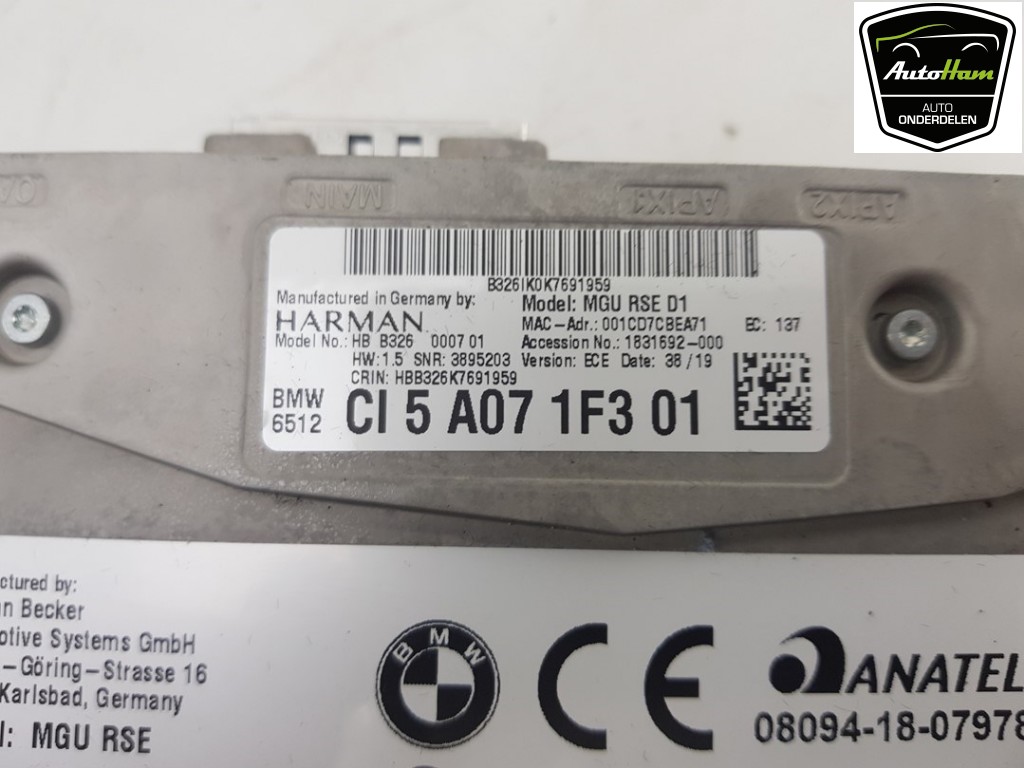 AutoHam
AUTO
ONDERDELEN
MAIN
APIX1
APIX2
B326IK0K7691959
Manufactured in Germany by:
HARMAN
Model: MGU RSE D1
MAC-Adr.: 001CD7CBEA71 EC: 137
Model No.: HB B326 000701
Accession No.: 1831692-000
HW: 1.5 SNR: 3895203 Version: ECE Date: 38/19
CRIN: HBB326K7691959
BMW
6512
CI 5 A07 1F3 01
ctured by:
n Becker
otive Systems GmbH
-Göring-Strasse 16
Karlsbad, Germany
l: MGU RSE
BMW
CE
ANATEL
08094-18-07978